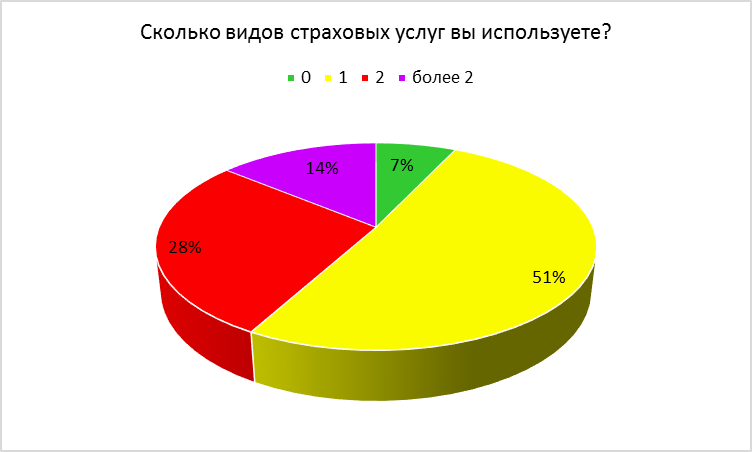 Сколько видов страховых услуг вы используете?
0 1 2 более 2
14% 7%
28%
51%